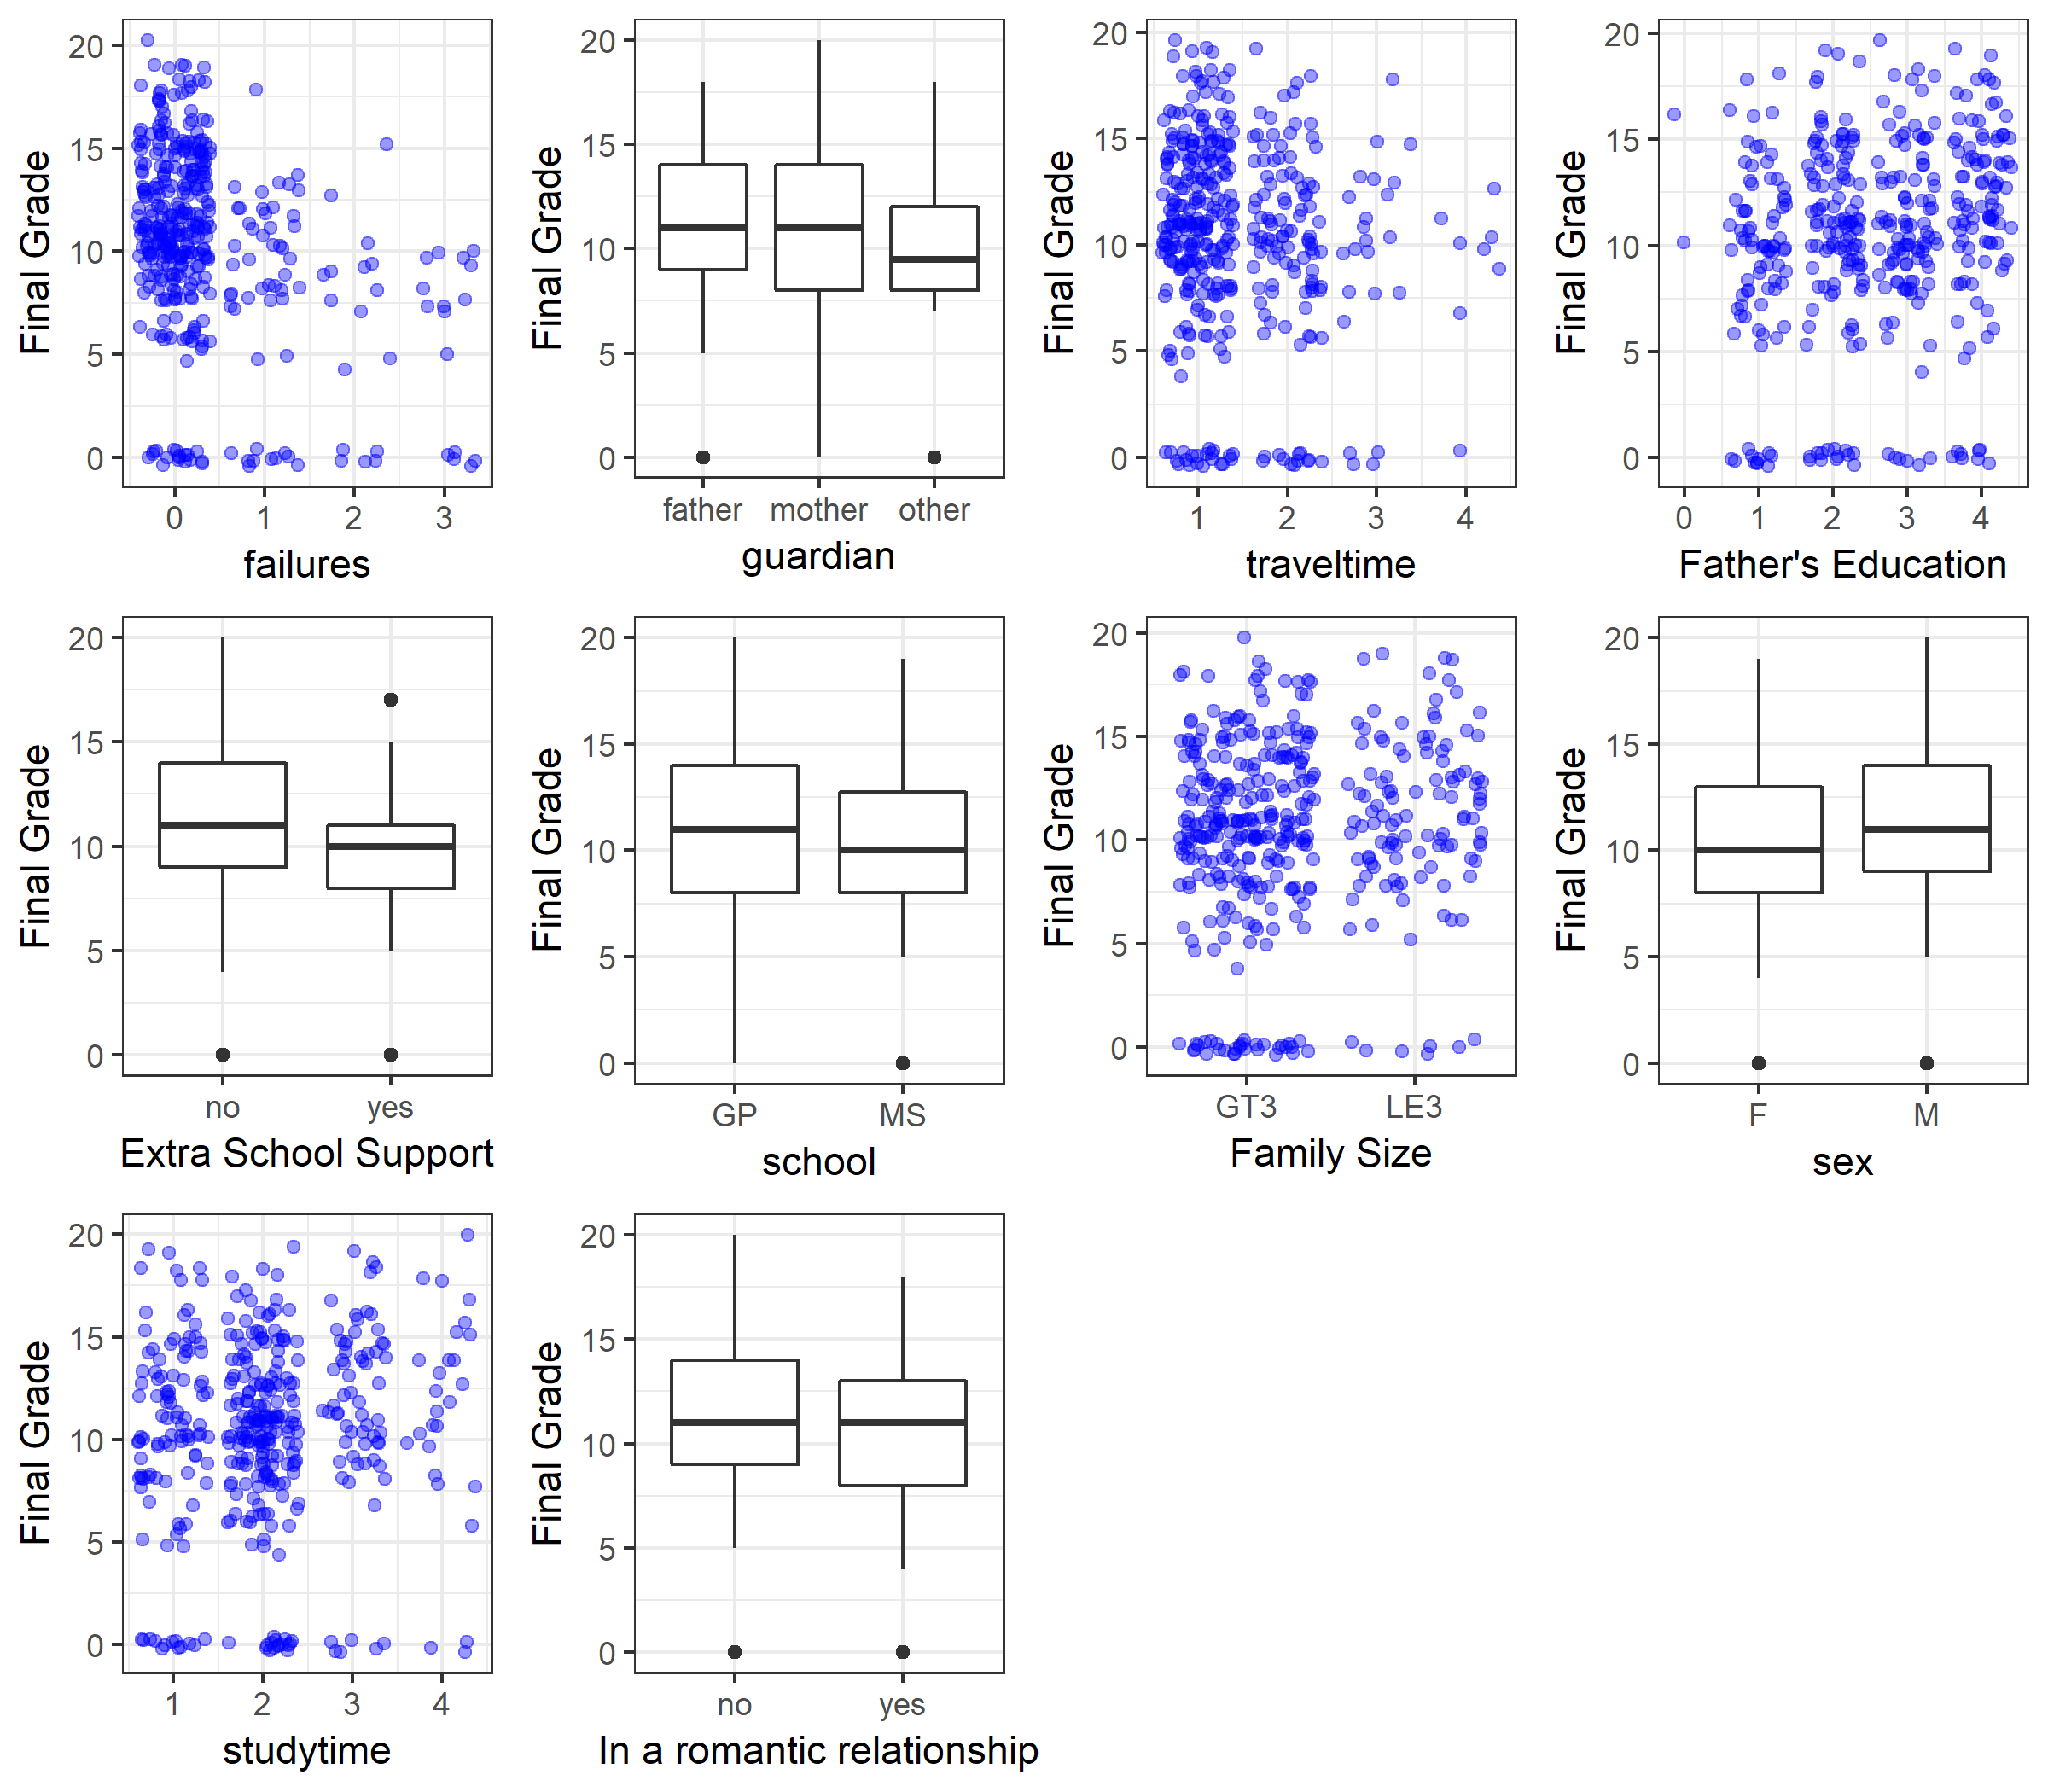 Final Grade
20
15
10
5
0
0 1 2 3
failures
Final Grade
20
15
10
5
0
father mother other
guardian
Final Grade
20
15
10
5
0
1 2 3 4
traveltime
Final Grade
20
15
10
5
0
0 1 2 3 4
Father's Education
Final Grade
20
15
10
5
0
no yes
Extra School Support
Final Grade
20
15
10
5
0
GP MS
school
Final Grade
20
15
10
5
0
GT3 LE3
Family Size
Final Grade
20
15
10
5
0
F M
sex
Final Grade
20
15
10
5
0
1 2 3 4
studytime
Final Grade
20
15
10
5
0
no yes
In a romantic relationship